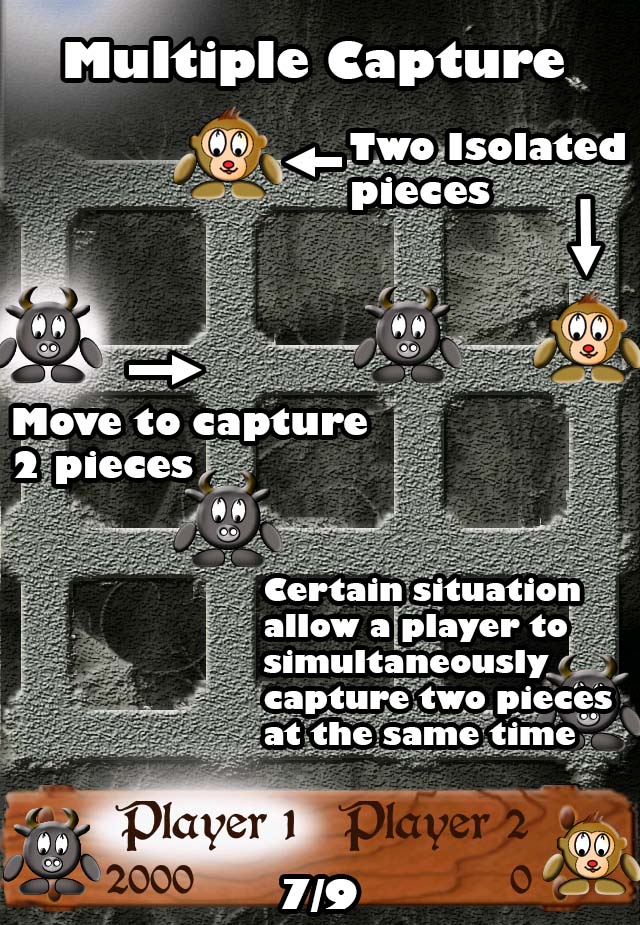 Multiple Capture
Two Isolated
pieces
Move to capture
2 pieces
Certain situation
allow a player to
simultaneously
capture two pieces
at the same time
Player 1 Player 2
2000 0
7/9